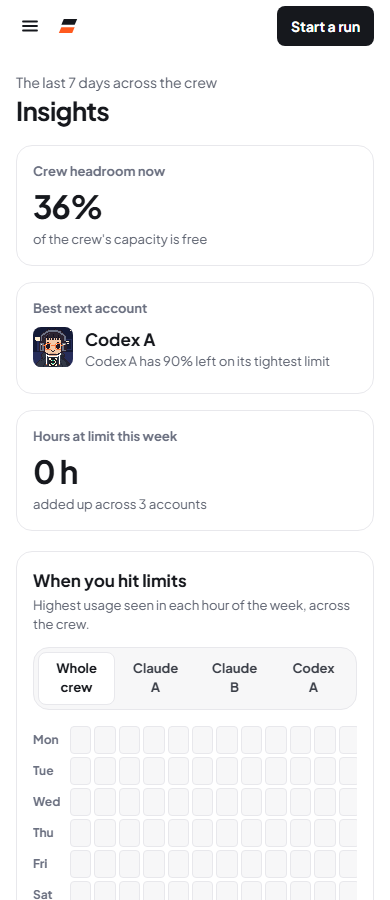 Start a run
The last 7 days across the crew
Insights
Crew headroom now
36%
of the crew's capacity is free
Best next account
Codex A
Codex A has 90% left on its tightest limit
Hours at limit this week
0 h
added up across 3 accounts
When you hit limits
Highest usage seen in each hour of the week, across
the crew.
Whole
crew
Claude
A
Claude
B
Codex
A
Mon
Tue
Wed
Thu
Fri
Sat